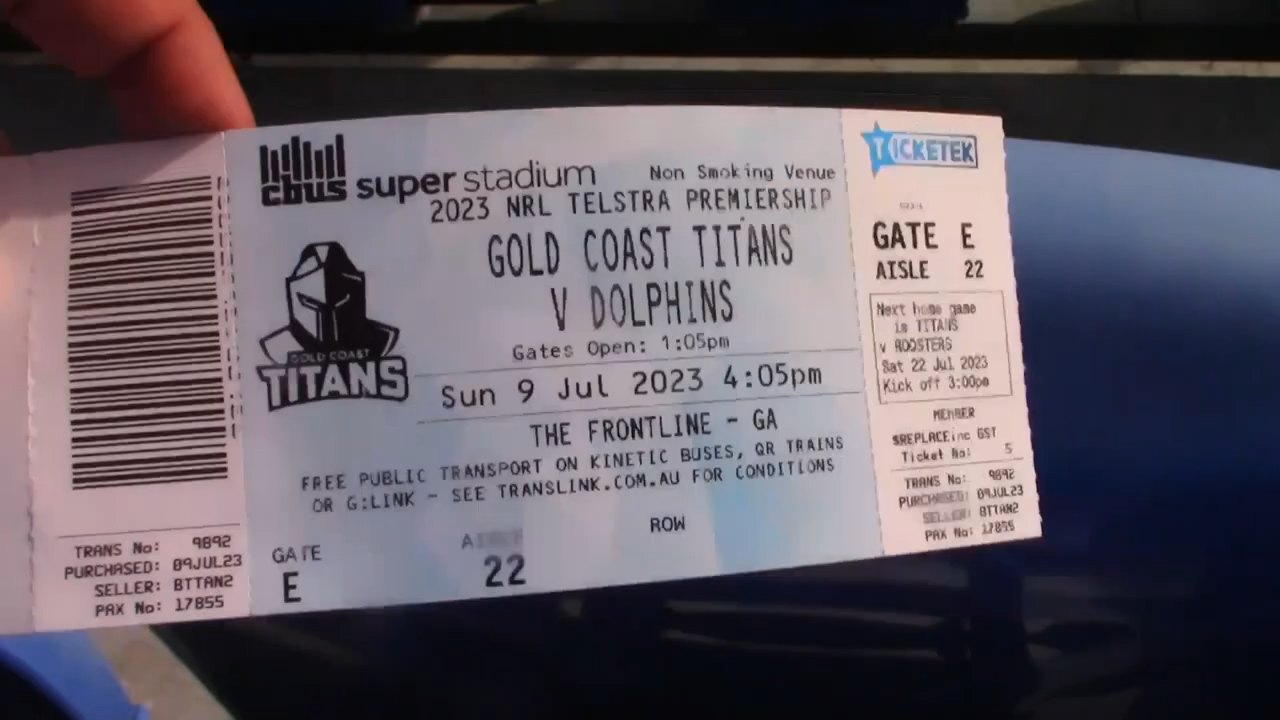 cbus super stadium
Non Smoking Venue
2023 NRL TELSTRA PREMIERSHIP
GOLD COAST TITANS
V DOLPHINS
Gates Open: 1:05pm
Sun 9 Jul 2023 4:05pm
THE FRONTLINE - GA
FREE PUBLIC TRANSPORT ON KINETIC BUSES, QR TRAINS
OR G:LINK - SEE TRANSLINK.COM.AU FOR CONDITIONS
GOLD COAST
TITANS
GATE
E
22
ROW
TRANS No: 9892
PURCHASED: 09JUL23
SELLER: BTTAN2
PAX No: 17855
TICKETEK
GATE E
AISLE 22
Next home game
is TITANS
v ROOSTERS
Sat 22 Jul 2023
Kick off 3:00pm
MEMBER
$REPLACEinc GST
Ticket No: 5
TRANS No: 9892
PURCHASED: 09JUL23
SELLER: BTTAN2
PAX No: 17855